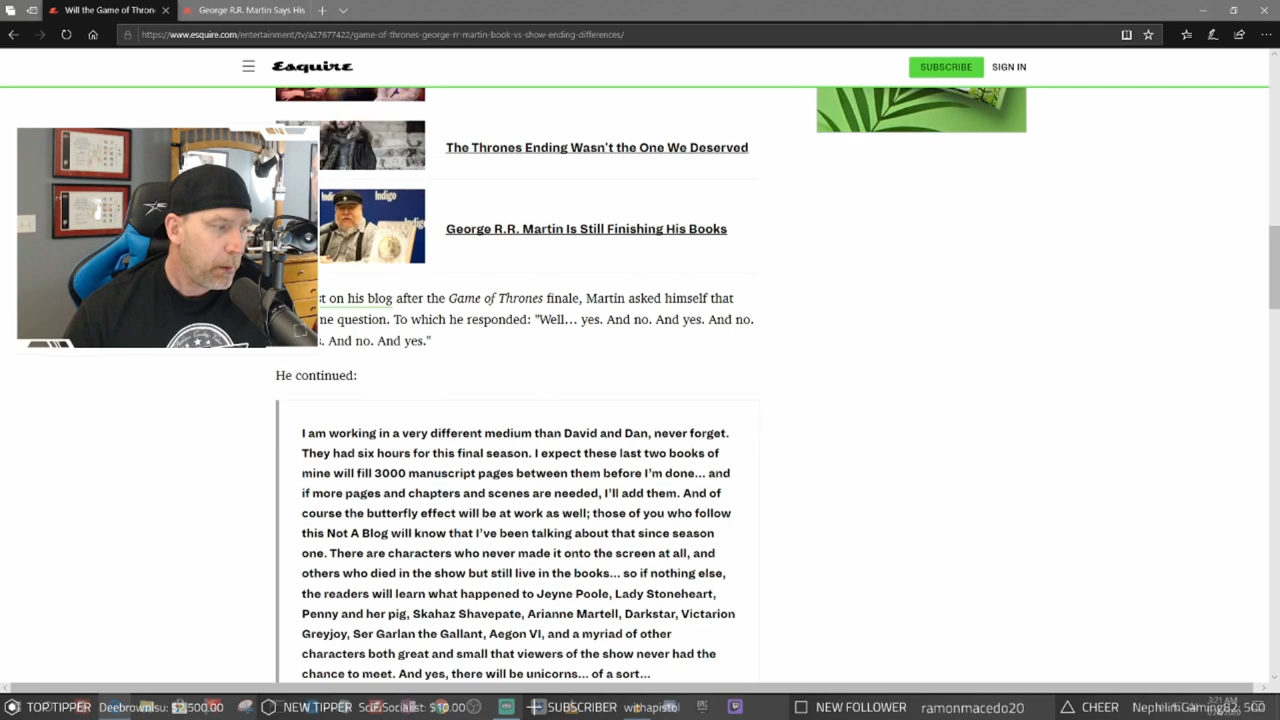 Will the Game of Thron
George R.R. Martin Says His
https://www.esquire.com/entertainment/tv/a27677422/game-of-thrones-george-rr-martin-book-vs-show-ending-differences/
Esquire
SUBSCRIBE
SIGN IN
The Thrones Ending Wasn't the One We Deserved
Indigo
George R.R. Martin Is Still Finishing His Books
t on his blog after the Game of Thrones finale, Martin asked himself that
ne question. To which he responded: "Well… yes. And no. And yes. And no.
s. And no. And yes."
He continued:
I am working in a very different medium than David and Dan, never forget.
They had six hours for this final season. I expect these last two books of
mine will fill 3000 manuscript pages between them before I'm done… and
if more pages and chapters and scenes are needed, I'll add them. And of
course the butterfly effect will be at work as well; those of you who follow
this Not A Blog will know that I've been talking about that since season
one. There are characters who never made it onto the screen at all, and
others who died in the show but still live in the books… so if nothing else,
the readers will learn what happened to Jeyne Poole, Lady Stoneheart,
Penny and her pig, Skahaz Shavepate, Arianne Martell, Darkstar, Victarion
Greyjoy, Ser Garlan the Gallant, Aegon VI, and a myriad of other
characters both great and small that viewers of the show never had the
chance to meet. And yes, there will be unicorns… of a sort…
TOP TIPPER
NEW TIPPER
SUBSCRIBER withapisto
NEW FOLLOWER ramonmacedo20
CHEER